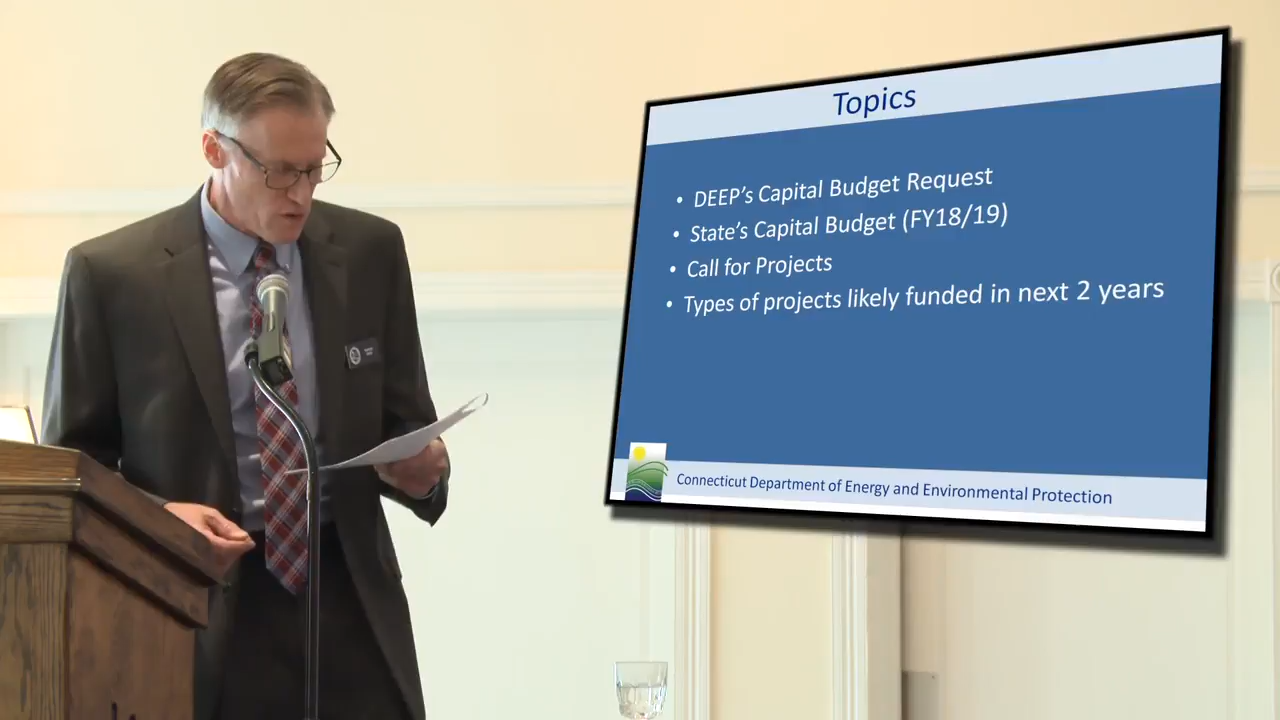 Topics
• DEEP's Capital Budget Request
• State's Capital Budget (FY18/19)
• Call for Projects
• Types of projects likely funded in next 2 years
Connecticut Department of Energy and Environmental Protection